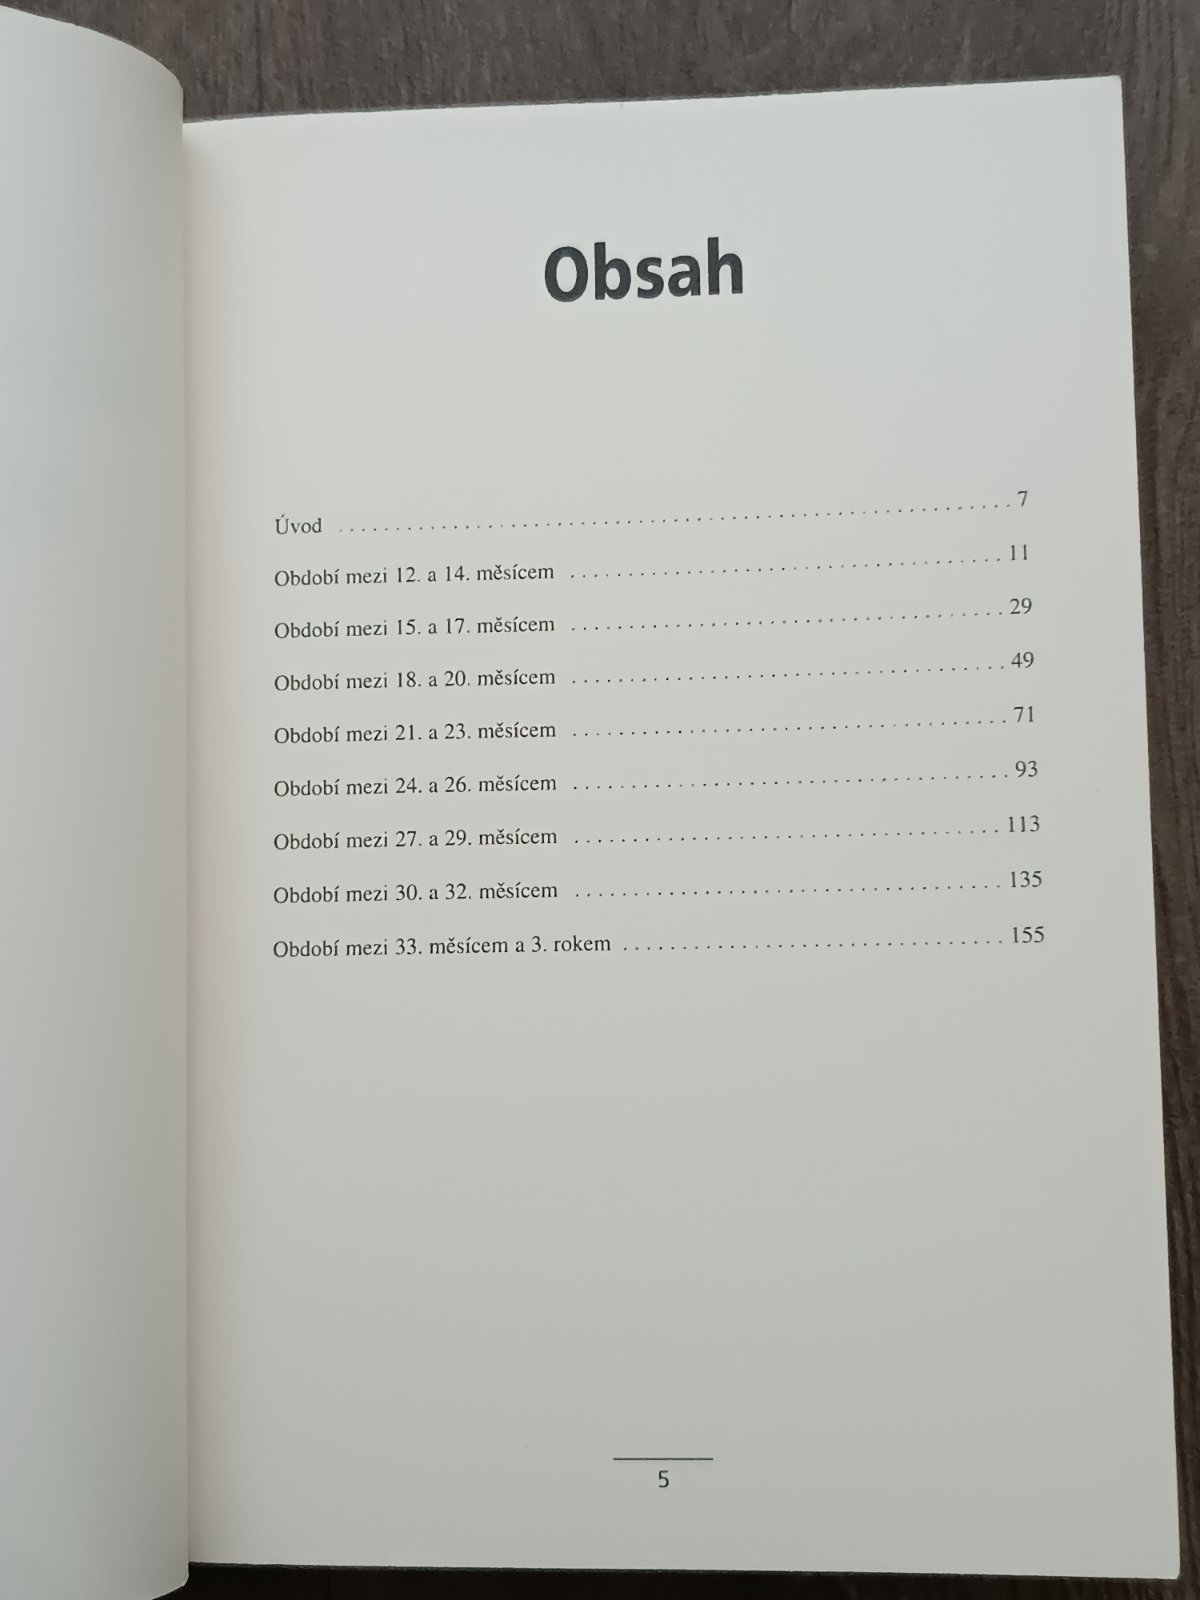 Obsah
Úvod . . . . . . . . . . . . . . . . . . . . . . . . . . . . . . . . . . . . . . . . . . . . . . . . . . . . . . . . . . . 7
Období mezi 12. a 14. měsícem . . . . . . . . . . . . . . . . . . . . . . . . . . . . . . . . . . . . . 11
Období mezi 15. a 17. měsícem . . . . . . . . . . . . . . . . . . . . . . . . . . . . . . . . . . . . . 29
Období mezi 18. a 20. měsícem . . . . . . . . . . . . . . . . . . . . . . . . . . . . . . . . . . . . . 49
Období mezi 21. a 23. měsícem . . . . . . . . . . . . . . . . . . . . . . . . . . . . . . . . . . . . . 71
Období mezi 24. a 26. měsícem . . . . . . . . . . . . . . . . . . . . . . . . . . . . . . . . . . . . . 93
Období mezi 27. a 29. měsícem . . . . . . . . . . . . . . . . . . . . . . . . . . . . . . . . . . . . 113
Období mezi 30. a 32. měsícem . . . . . . . . . . . . . . . . . . . . . . . . . . . . . . . . . . . . 135
Období mezi 33. měsícem a 3. rokem . . . . . . . . . . . . . . . . . . . . . . . . . . . . . . . . 155
5